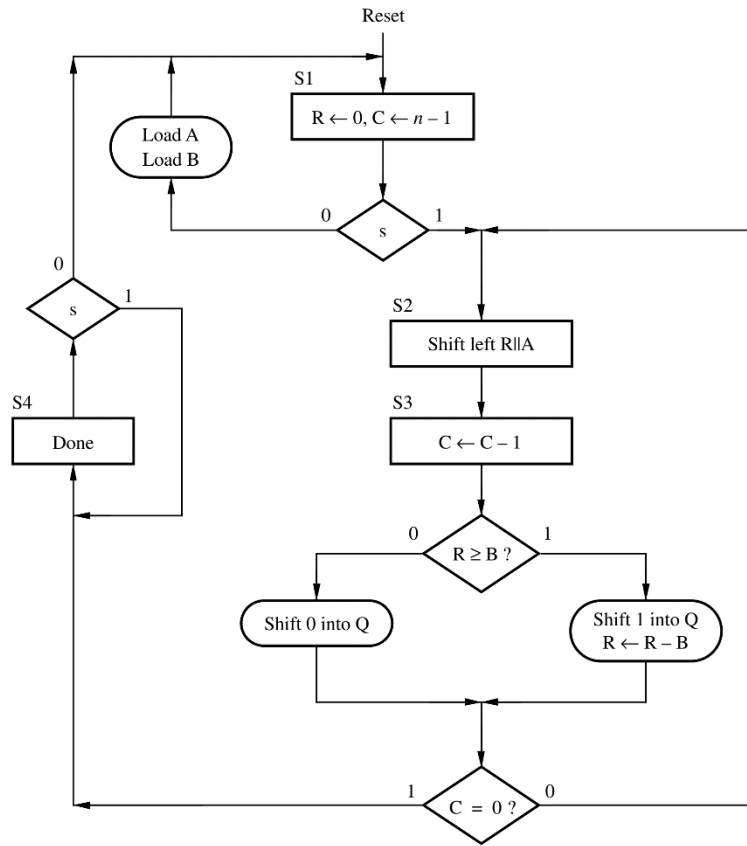 Reset
S1
R ← 0, C ← n – 1
Load A
Load B
0
s
1
0
s
1
S2
Shift left R||A
S4
Done
S3
C ← C – 1
0
R ≥ B ?
1
Shift 0 into Q
Shift 1 into Q
R ← R – B
1
C = 0 ?
0